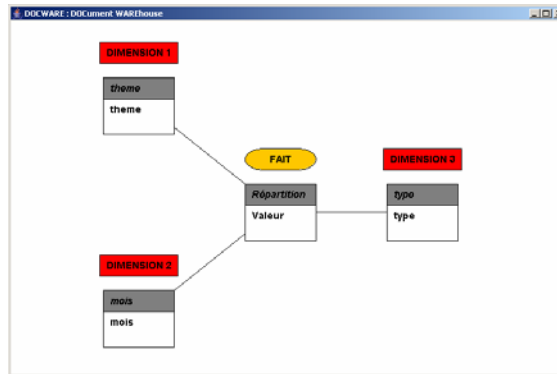 DOCWARE : DOCument WAREhouse
DIMENSION 1
theme
theme
FAIT
Répartition
Valeur
DIMENSION 3
type
type
DIMENSION 2
mois
mois